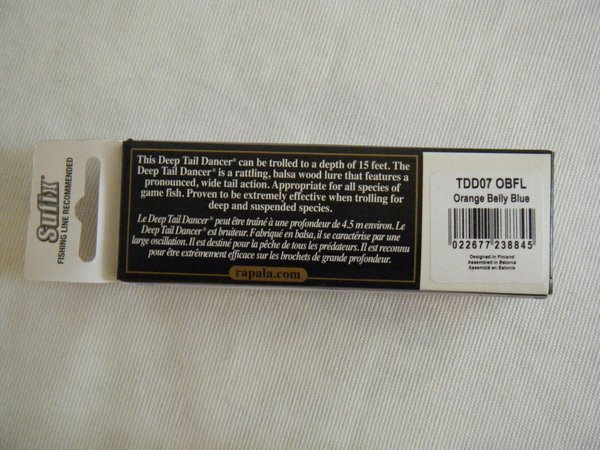 Sufix
FISHING LINE RECOMMENDED
This Deep Tail Dancer® can be trolled to a depth of 15 feet. The
Deep Tail Dancer® is a rattling, balsa wood lure that features a
pronounced, wide tail action. Appropriate for all species of
game fish. Proven to be extremely effective when trolling for
deep and suspended species.
Le Deep Tail Dancer® peut être traîné à une profondeur de 4.5 m environ. Le
Deep Tail Dancer® est bruiteur. Fabriqué en balsa, il se caractérise par une
large oscillation. Il est destiné pour la pêche de tous les prédateurs. Il est reconnu
pour être extrêmement efficace sur les brochets de grande profondeur.
rapala.com
TDD07 OBFL
Orange Belly Blue
022677 238845
Designed in Finland
Assembled in Estonia
Assemblé en Estonie